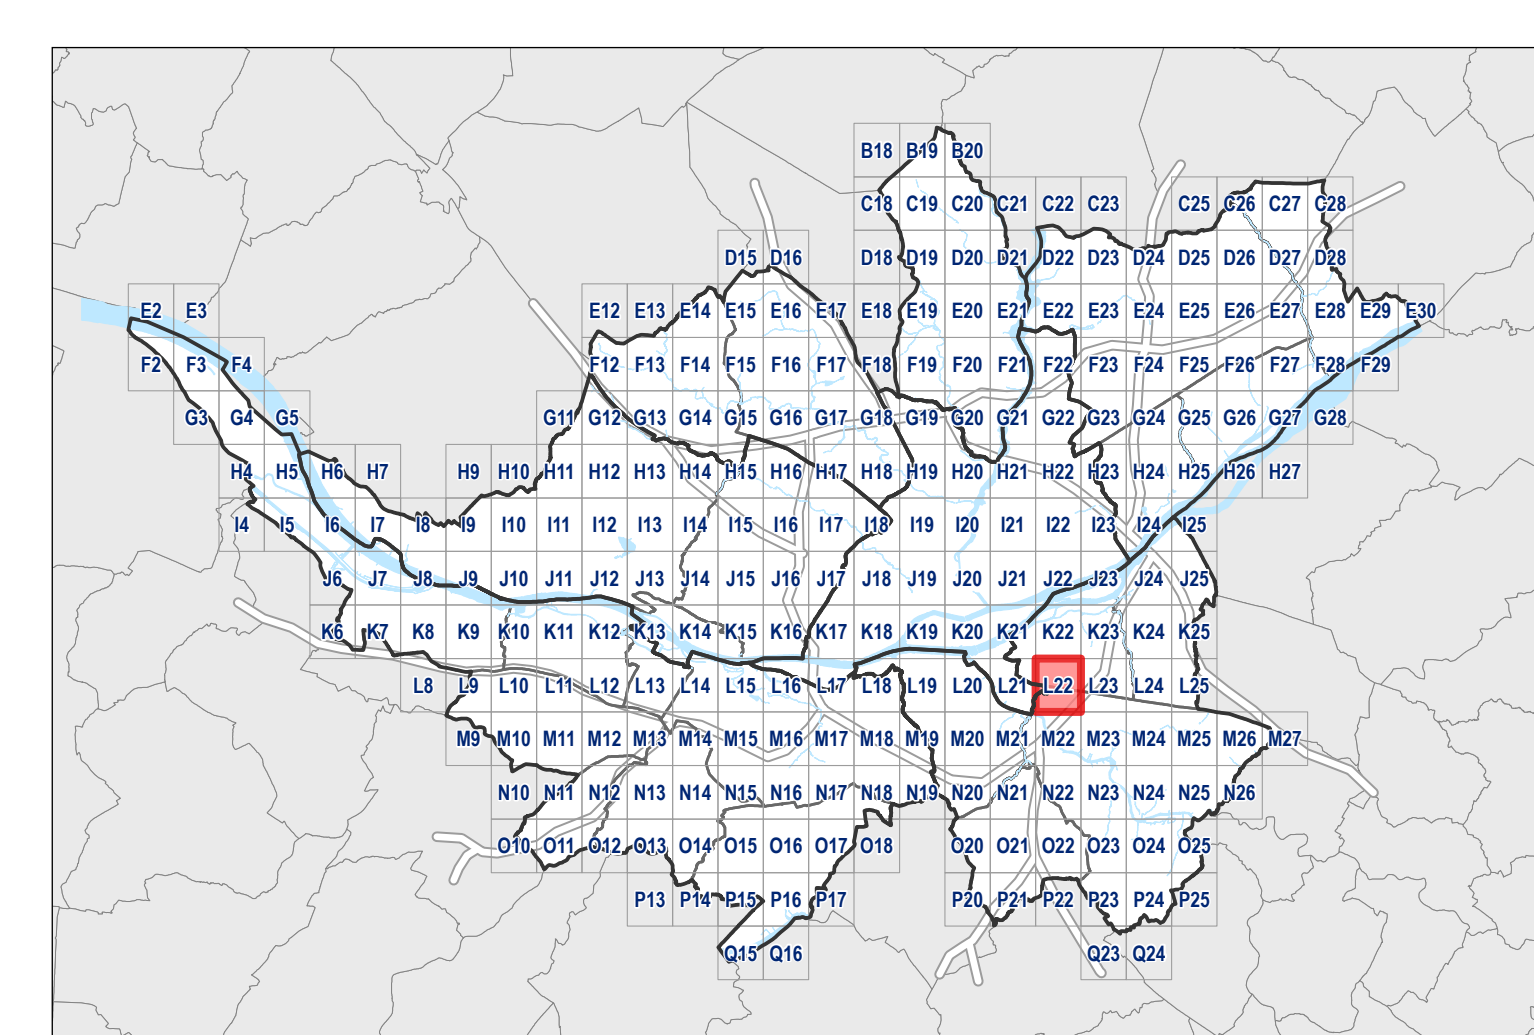 B18 B19 B20
C18 C19 C20 C21 C22 C23 C25 C26 C27 C28
D15 D16 D18 D19 D20 D21 D22 D23 D24 D25 D26 D27 D28
E2 E3 E12 E13 E14 E15 E16 E17 E18 E19 E20 E21 E22 E23 E24 E25 E26 E27 E28 E29 E30
F2 F3 F4 F12 F13 F14 F15 F16 F17 F18 F19 F20 F21 F22 F23 F24 F25 F26 F27 F28 F29
G3 G4 G5 G11 G12 G13 G14 G15 G16 G17 G18 G19 G20 G21 G22 G23 G24 G25 G26 G27 G28
H4 H5 H6 H7 H9 H10 H11 H12 H13 H14 H15 H16 H17 H18 H19 H20 H21 H22 H23 H24 H25 H26 H27
I4 I5 I6 I7 I8 I9 I10 I11 I12 I13 I14 I15 I16 I17 I18 I19 I20 I21 I22 I23 I24 I25
J6 J7 J8 J9 J10 J11 J12 J13 J14 J15 J16 J17 J18 J19 J20 J21 J22 J23 J24 J25
K6 K7 K8 K9 K10 K11 K12 K13 K14 K15 K16 K17 K18 K19 K20 K21 K22 K23 K24 K25
L8 L9 L10 L11 L12 L13 L14 L15 L16 L17 L18 L19 L20 L21 L22 L23 L24 L25
M9 M10 M11 M12 M13 M14 M15 M16 M17 M18 M19 M20 M21 M22 M23 M24 M25 M26 M27
N10 N11 N12 N13 N14 N15 N16 N17 N18 N19 N20 N21 N22 N23 N24 N25 N26
O10 O11 O12 O13 O14 O15 O16 O17 O18 O20 O21 O22 O23 O24 O25
P13 P14 P15 P16 P17 P20 P21 P22 P23 P24 P25
Q15 Q16 Q23 Q24